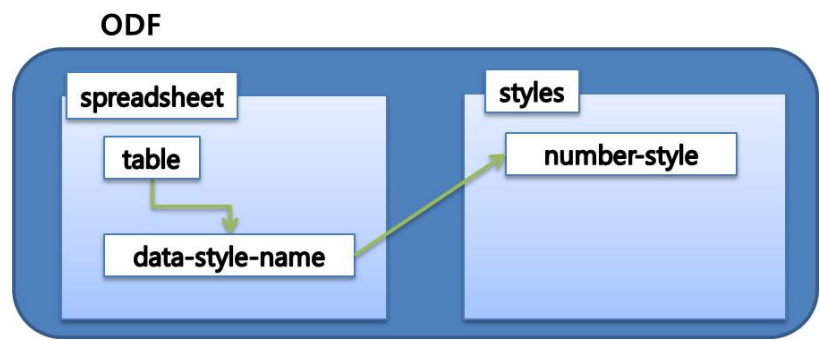 ODF
spreadsheet
table
data-style-name
styles
number-style